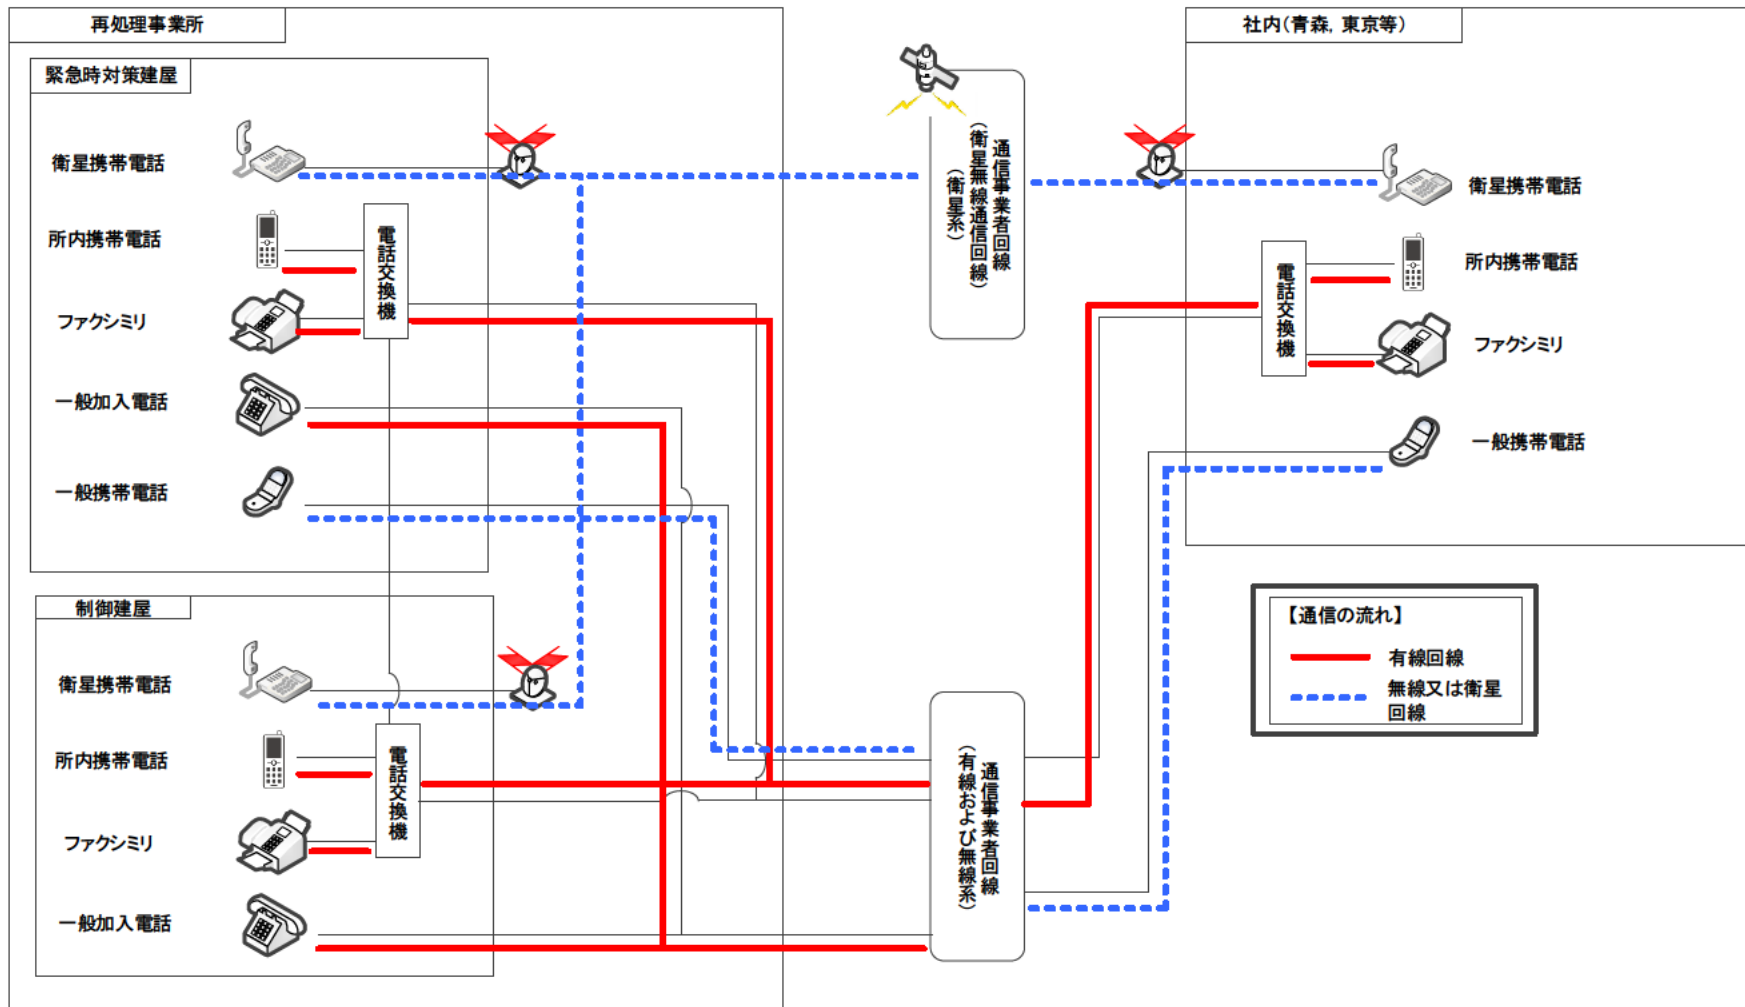 再処理事業所
緊急時対策建屋
衛星携帯電話
所内携帯電話
ファクシミリ
一般加入電話
一般携帯電話
電話交換機
制御建屋
衛星携帯電話
所内携帯電話
ファクシミリ
一般加入電話
電話交換機
通信事業者回線
(衛星無線通信回線)
(衛星系)
通信事業者回線
(有線および無線系)
社内(青森, 東京等)
衛星携帯電話
所内携帯電話
ファクシミリ
一般携帯電話
電話交換機
【通信の流れ】
有線回線
無線又は衛星
回線